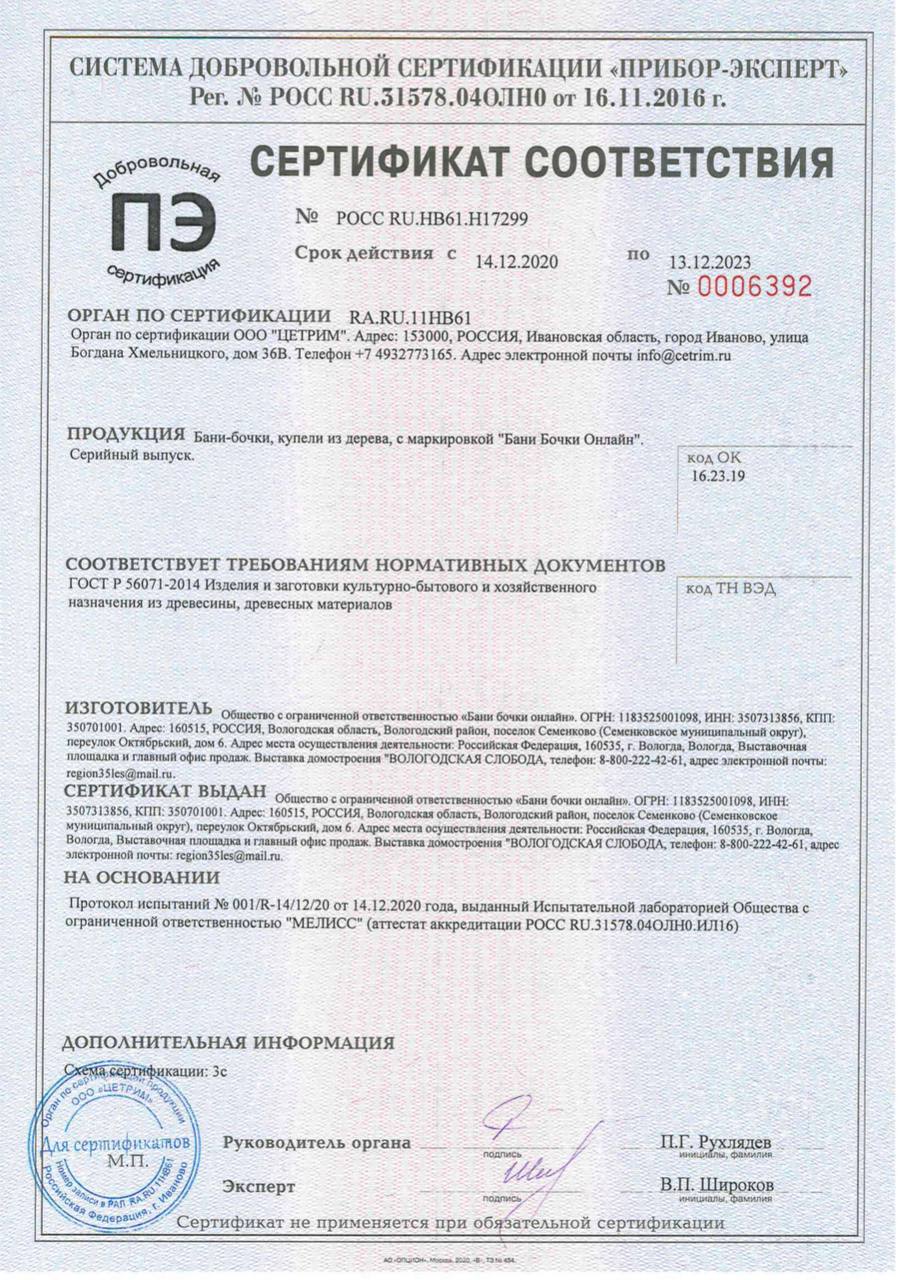 СИСТЕМА ДОБРОВОЛЬНОЙ СЕРТИФИКАЦИИ «ПРИБОР-ЭКСПЕРТ»
Рег. № РОСС RU.31578.04ОЛН0 от 16.11.2016 г.
Добровольная
ПЭ
сертификация
СЕРТИФИКАТ СООТВЕТСТВИЯ
№ РОСС RU.НВ61.Н17299
Срок действия с 14.12.2020 по 13.12.2023
№ 0006392
ОРГАН ПО СЕРТИФИКАЦИИ RA.RU.11НВ61
Орган по сертификации ООО "ЦЕТРИМ". Адрес: 153000, РОССИЯ, Ивановская область, город Иваново, улица
Богдана Хмельницкого, дом 36В. Телефон +7 4932773165. Адрес электронной почты info@cetrim.ru
ПРОДУКЦИЯ Бани-бочки, купели из дерева, с маркировкой "Бани Бочки Онлайн".
Серийный выпуск.
код ОК
16.23.19
СООТВЕТСТВУЕТ ТРЕБОВАНИЯМ НОРМАТИВНЫХ ДОКУМЕНТОВ
ГОСТ Р 56071-2014 Изделия и заготовки культурно-бытового и хозяйственного
назначения из древесины, древесных материалов
код ТН ВЭД
ИЗГОТОВИТЕЛЬ Общество с ограниченной ответственностью «Бани бочки онлайн». ОГРН: 1183525001098, ИНН: 3507313856, КПП:
350701001. Адрес: 160515, РОССИЯ, Вологодская область, Вологодский район, поселок Семенково (Семенковское муниципальный округ),
переулок Октябрьский, дом 6. Адрес места осуществления деятельности: Российская Федерация, 160535, г. Вологда, Вологда, Выставочная
площадка и главный офис продаж. Выставка домостроения "ВОЛОГОДСКАЯ СЛОБОДА, телефон: 8-800-222-42-61, адрес электронной почты:
region35les@mail.ru.
СЕРТИФИКАТ ВЫДАН Общество с ограниченной ответственностью «Бани бочки онлайн». ОГРН: 1183525001098, ИНН:
3507313856, КПП: 350701001. Адрес: 160515, РОССИЯ, Вологодская область, Вологодский район, поселок Семенково (Семенковское
муниципальный округ), переулок Октябрьский, дом 6. Адрес места осуществления деятельности: Российская Федерация, 160535, г. Вологда,
Вологда, Выставочная площадка и главный офис продаж. Выставка домостроения "ВОЛОГОДСКАЯ СЛОБОДА, телефон: 8-800-222-42-61, адрес
электронной почты: region35les@mail.ru.
НА ОСНОВАНИИ
Протокол испытаний № 001/R-14/12/20 от 14.12.2020 года, выданный Испытательной лабораторией Общества с
ограниченной ответственностью "МЕЛИСС" (аттестат аккредитации РОСС RU.31578.04ОЛН0.ИЛ16)
ДОПОЛНИТЕЛЬНАЯ ИНФОРМАЦИЯ
Схема сертификации: 3с
Орган по сертификации продукции
ООО «ЦЕТРИМ»
Для сертификатов
М.П.
Номер записи в РАЛ RA.RU.11НВ61
Российская Федерация, г. Иваново
Руководитель органа
подпись
П.Г. Рухлядев
инициалы, фамилия
Эксперт
подпись
В.П. Широков
инициалы, фамилия
Сертификат не применяется при обязательной сертификации
АО «ОПЦИОН», Москва, 2020, «В», ТЗ № 484.